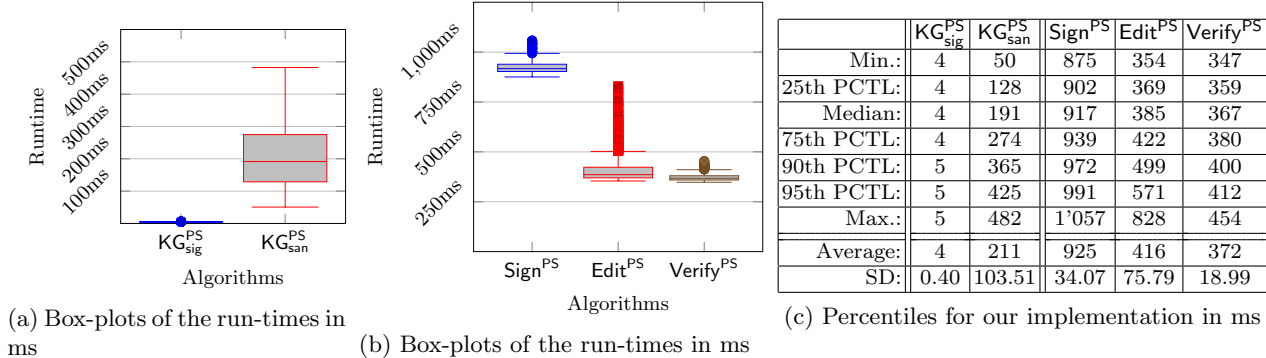 500ms
400ms
300ms
200ms
100ms
Runtime
KG^PS_sig
KG^PS_san
Algorithms
(a) Box-plots of the run-times in
ms
1,000ms
750ms
500ms
250ms
Runtime
Sign^PS
Edit^PS
Verify^PS
Algorithms
(b) Box-plots of the run-times in ms
KG^PS_sig KG^PS_san Sign^PS Edit^PS Verify^PS
Min.: 4 50 875 354 347
25th PCTL: 4 128 902 369 359
Median: 4 191 917 385 367
75th PCTL: 4 274 939 422 380
90th PCTL: 5 365 972 499 400
95th PCTL: 5 425 991 571 412
Max.: 5 482 1'057 828 454
Average: 4 211 925 416 372
SD: 0.40 103.51 34.07 75.79 18.99
(c) Percentiles for our implementation in ms